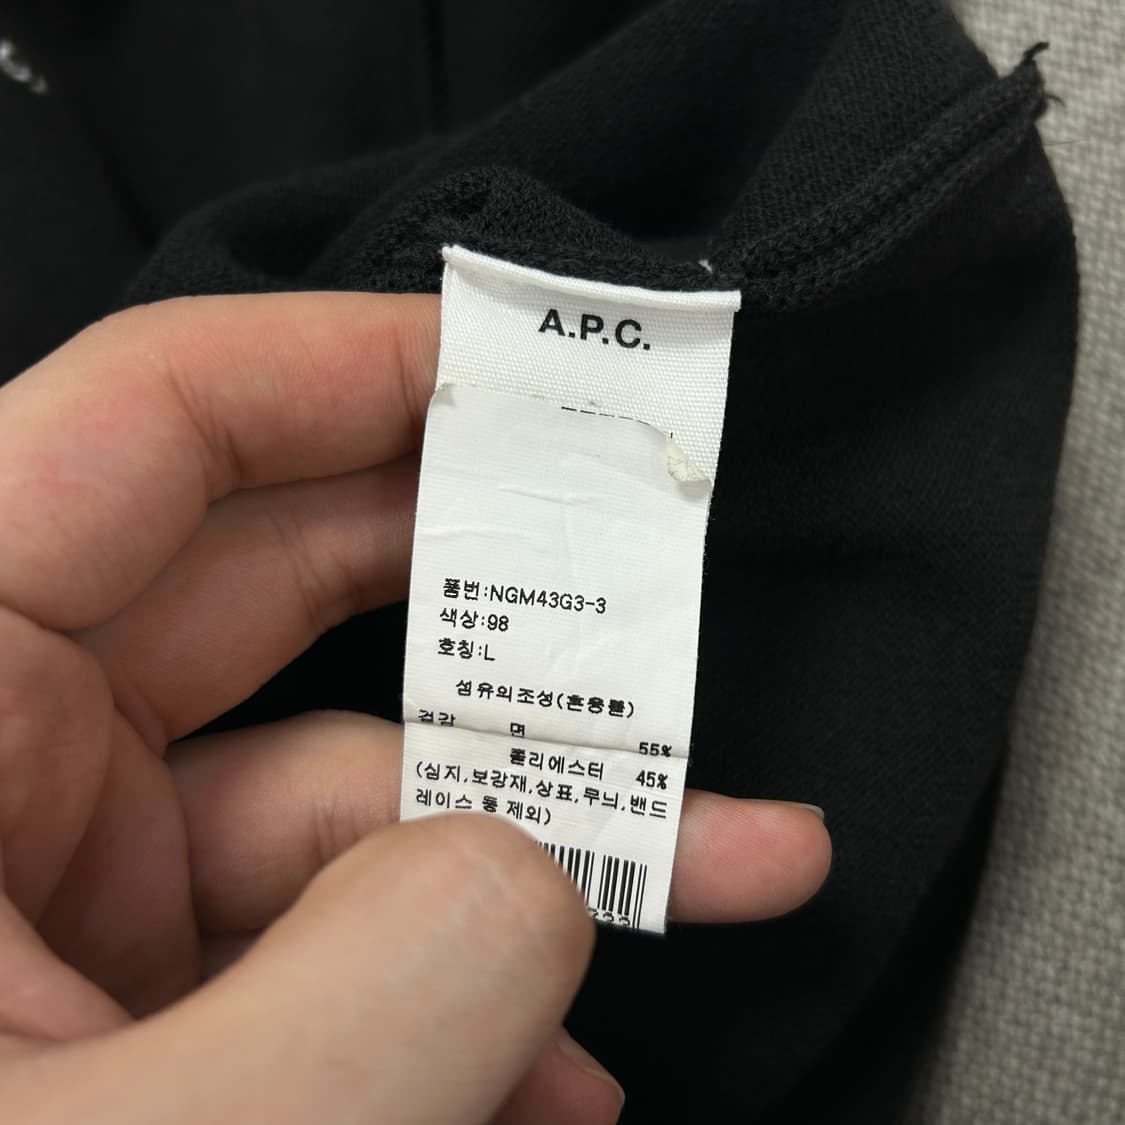 A.P.C.
품번:NGM43G3-3
색상:98
호칭:L
섬유의조성(혼용률)
겉감 면 55%
폴리에스터 45%
(심지,보강재,상표,무늬,밴드
레이스 등 제외)